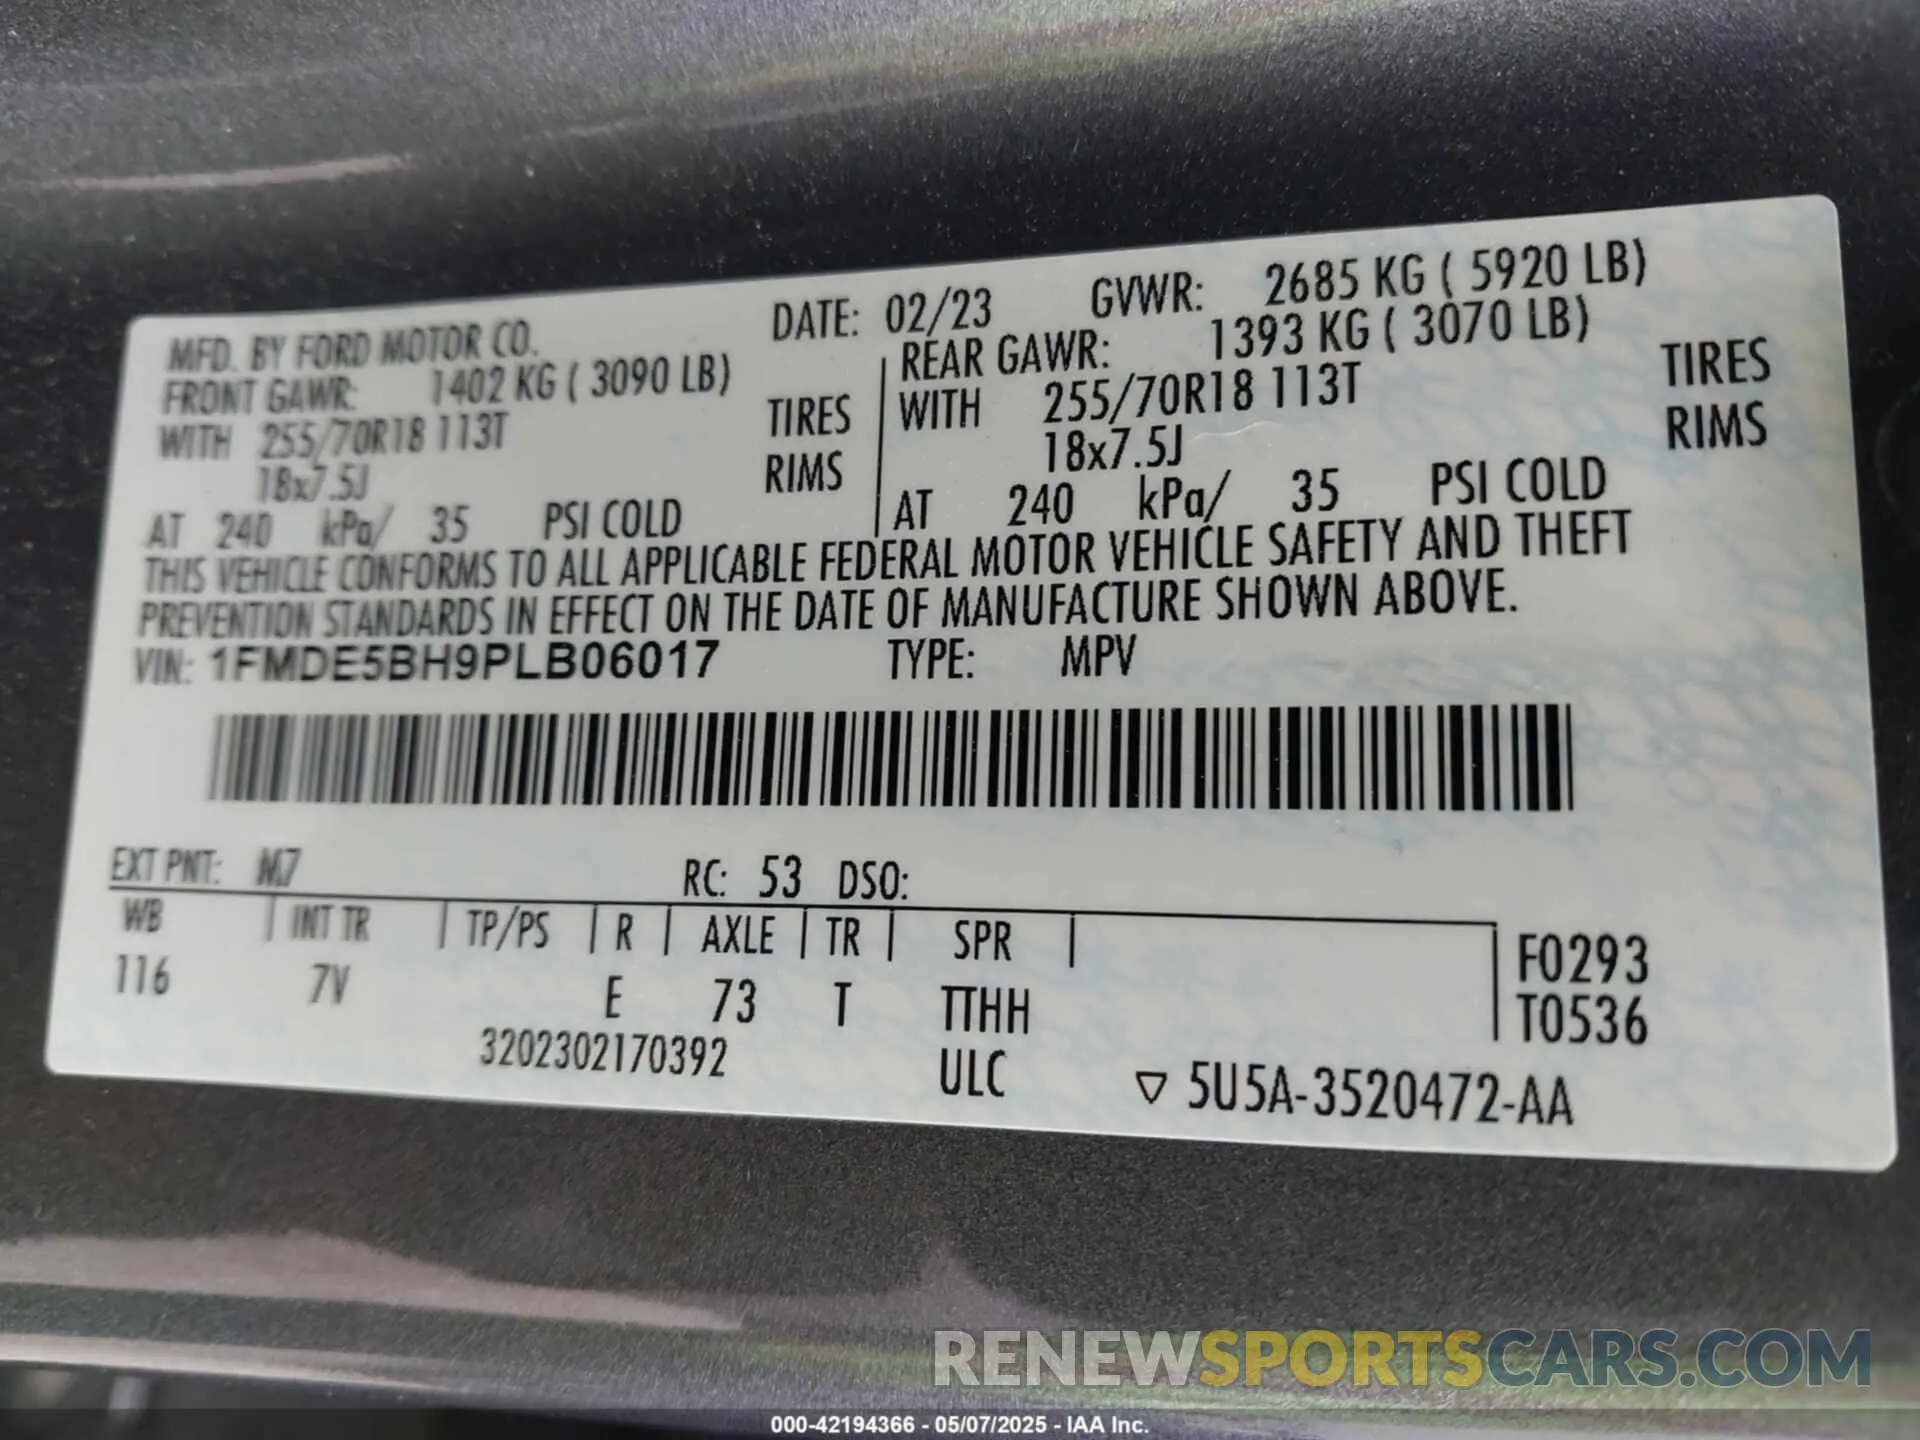 MFD. BY FORD MOTOR CO. DATE: 02/23 GVWR: 2685 KG ( 5920 LB)
FRONT GAWR: 1402 KG ( 3090 LB) REAR GAWR: 1393 KG ( 3070 LB)
WITH 255/70R18 113T TIRES WITH 255/70R18 113T TIRES
18x7.5J RIMS 18x7.5J RIMS
AT 240 kPa/ 35 PSI COLD AT 240 kPa/ 35 PSI COLD
THIS VEHICLE CONFORMS TO ALL APPLICABLE FEDERAL MOTOR VEHICLE SAFETY AND THEFT
PREVENTION STANDARDS IN EFFECT ON THE DATE OF MANUFACTURE SHOWN ABOVE.
VIN: 1FMDE5BH9PLB06017 TYPE: MPV
EXT PNT: M7 RC: 53 DSO:
WB INT TR TP/PS R AXLE TR SPR F0293
116 7V E 73 T TTHH T0536
3202302170392 ULC ▽ 5U5A-3520472-AA
RENEWSPORTSCARS.COM
000-42194366 - 05/07/2025 - IAA Inc.